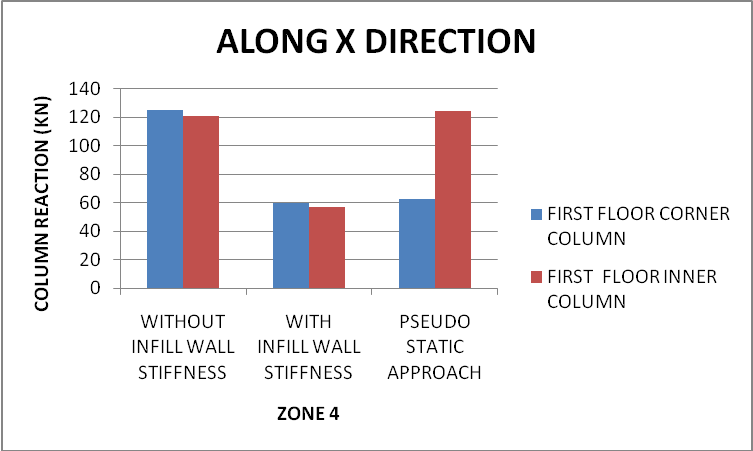 ALONG X DIRECTION
COLUMN REACTION (KN)
140
120
100
80
60
40
20
0
WITHOUT
INFILL WALL
STIFFNESS
WITH
INFILL WALL
STIFFNESS
PSEUDO
STATIC
APPROACH
ZONE 4
FIRST FLOOR CORNER
COLUMN
FIRST  FLOOR INNER
COLUMN